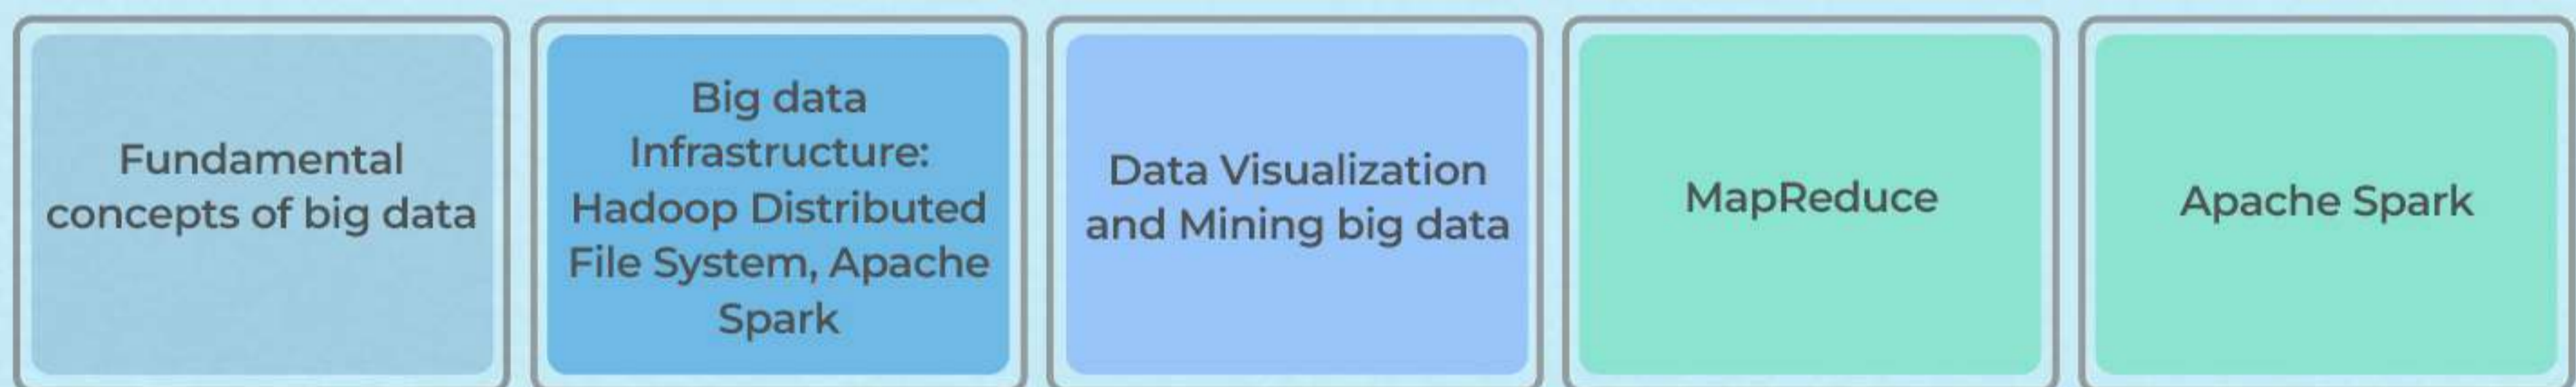 Fundamental
concepts of big data
Big data
Infrastructure:
Hadoop Distributed
File System, Apache
Spark
Data Visualization
and Mining big data
MapReduce
Apache Spark